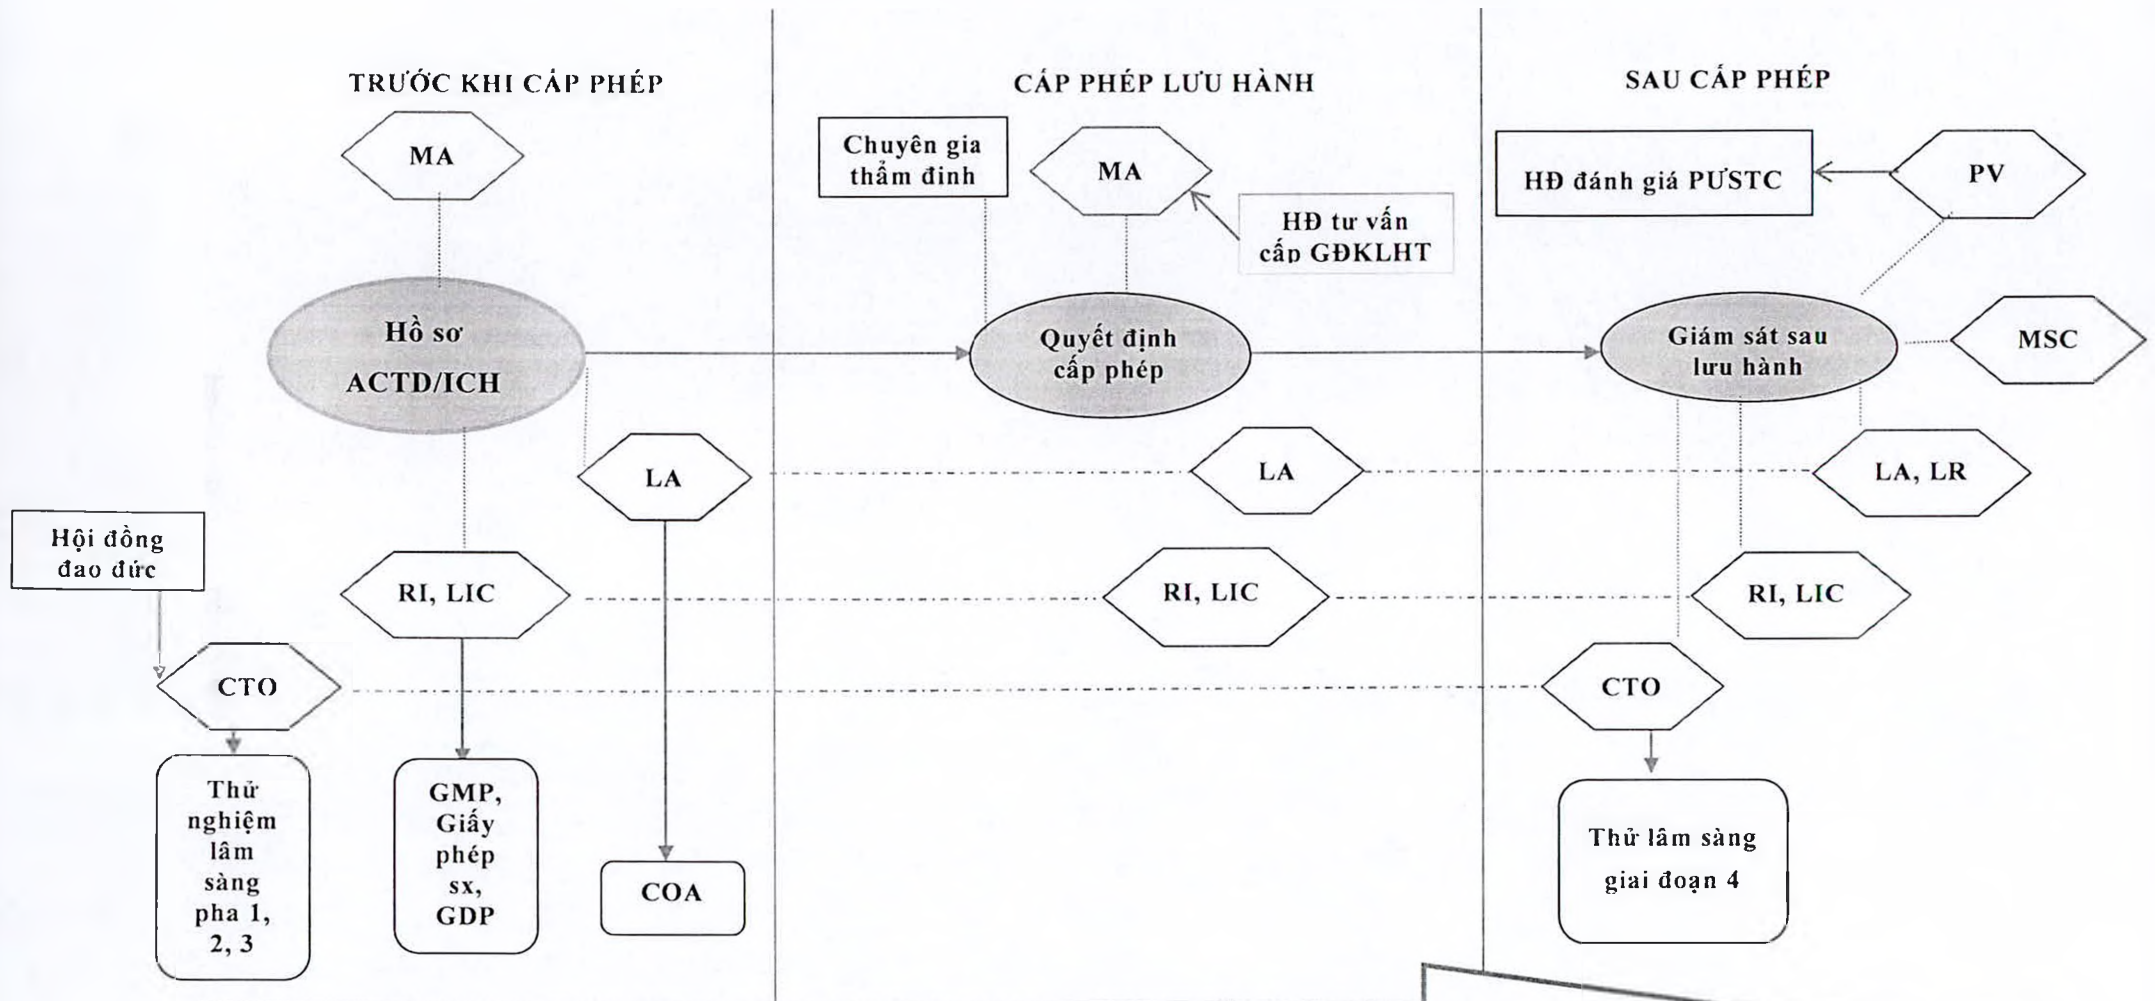 TRƯỚC KHI CẤP PHÉP
CẤP PHÉP LƯU HÀNH
SAU CẤP PHÉP
MA
Chuyên gia
thẩm đinh
MA
HĐ tư vấn
cấp GĐKLHT
HĐ đánh giá PƯSTC
PV
Hồ sơ
ACTD/ICH
Quyết định
cấp phép
Giám sát sau
lưu hành
MSC
LA
LA
LA, LR
Hội đồng
đao đức
RI, LIC
RI, LIC
RI, LIC
CTO
CTO
Thử
nghiệm
lâm
sàng
pha 1,
2, 3
GMP,
Giấy
phép
sx,
GDP
COA
Thử lâm sàng
giai đoạn 4